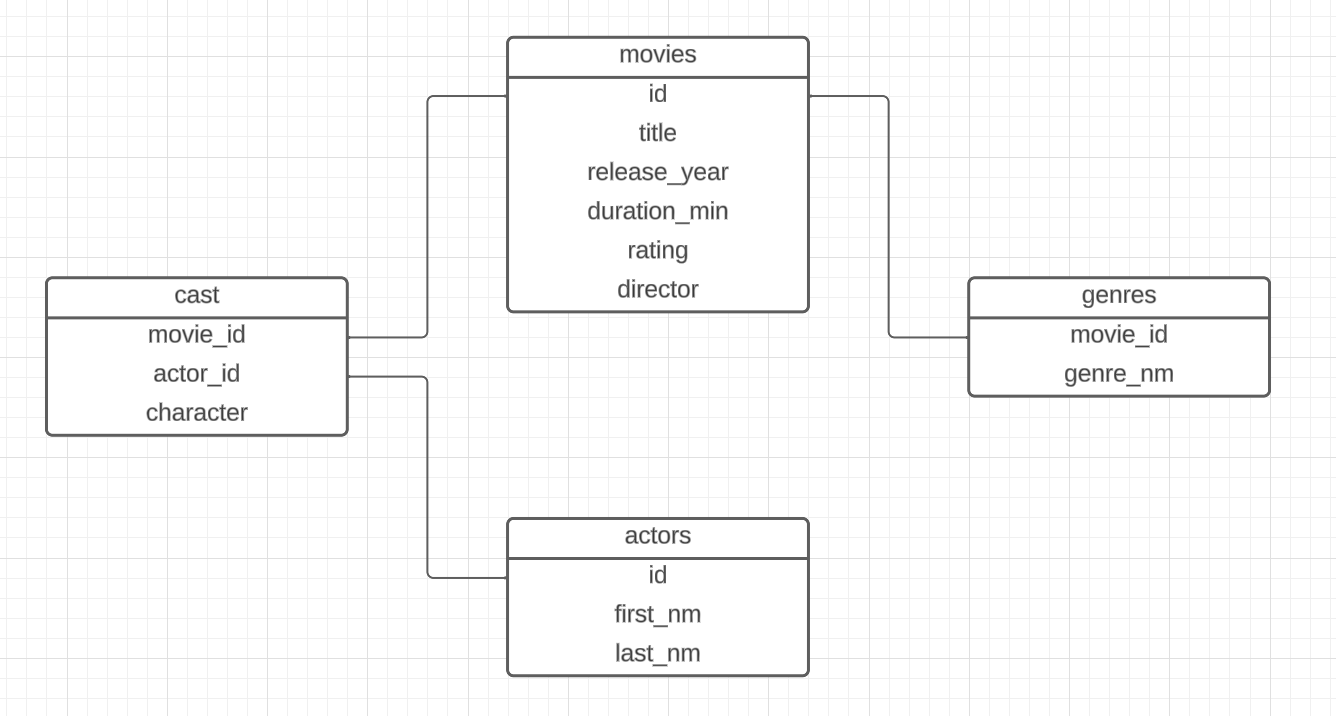 movies
id
title
release_year
duration_min
rating
director
cast
movie_id
actor_id
character
genres
movie_id
genre_nm
actors
id
first_nm
last_nm